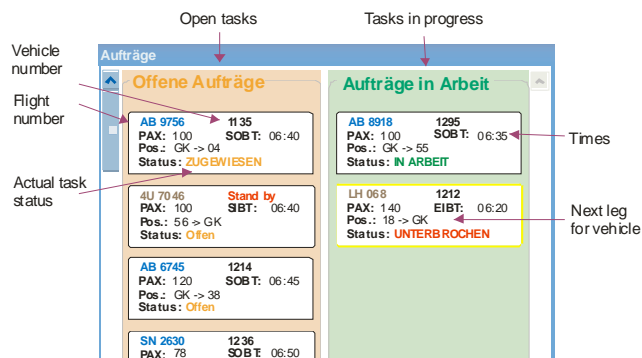 Open tasks
Tasks in progress
Vehicle number
Flight number
Actual task status
Times
Next leg for vehicle
Aufträge
Offene Aufträge
AB 9756 1135
PAX: 100 SOBT: 06:40
Pos.: GK -> 04
Status: ZUGEWIESEN
4U 7046 Stand by
PAX: 100 SIBT: 06:40
Pos.: 56 -> GK
Status: Offen
AB 6745 1214
PAX: 120 SOBT: 06:45
Pos.: GK -> 38
Status: Offen
SN 2630 1236
PAX: 78 SOBT: 06:50
Aufträge in Arbeit
AB 8918 1295
PAX: 100 SOBT: 06:35
Pos.: GK -> 55
Status: IN ARBEIT
LH 068 1212
PAX: 140 EIBT: 06:20
Pos.: 18 -> GK
Status: UNTERBROCHEN